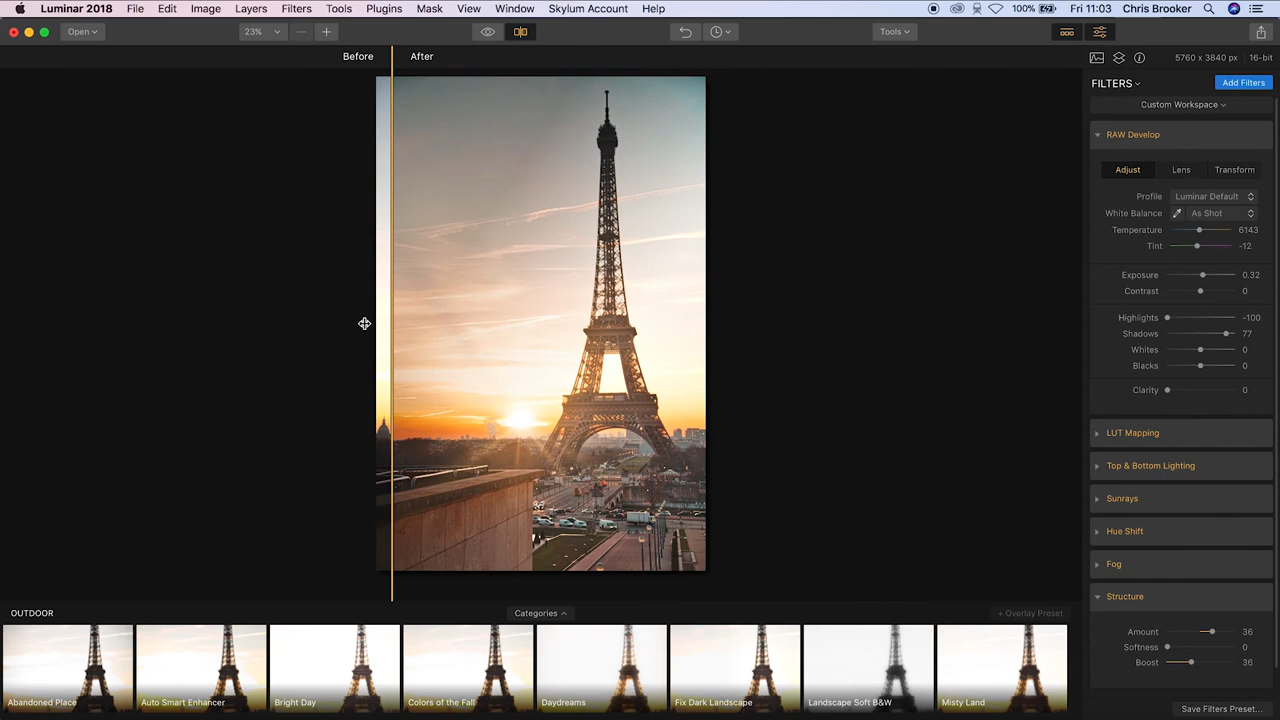 Luminar 2018 File Edit Image Layers Filters Tools Plugins Mask View Window Skylum Account Help 100% Fri 11:03 Chris Brooker
Open 23% Tools
Before After 5760 x 3840 px 16-bit
FILTERS Add Filters
Custom Workspace
RAW Develop
Adjust Lens Transform
Profile Luminar Default
White Balance As Shot
Temperature 6143
Tint -12
Exposure 0.32
Contrast 0
Highlights -100
Shadows 77
Whites 0
Blacks 0
Clarity 0
LUT Mapping
Top & Bottom Lighting
Sunrays
Hue Shift
Fog
Structure
Amount 36
Softness 0
Boost 36
OUTDOOR Categories + Overlay Preset
Abandoned Place Auto Smart Enhancer Bright Day Colors of the Fall Daydreams Fix Dark Landscape Landscape Soft B&W Misty Land
Save Filters Preset...